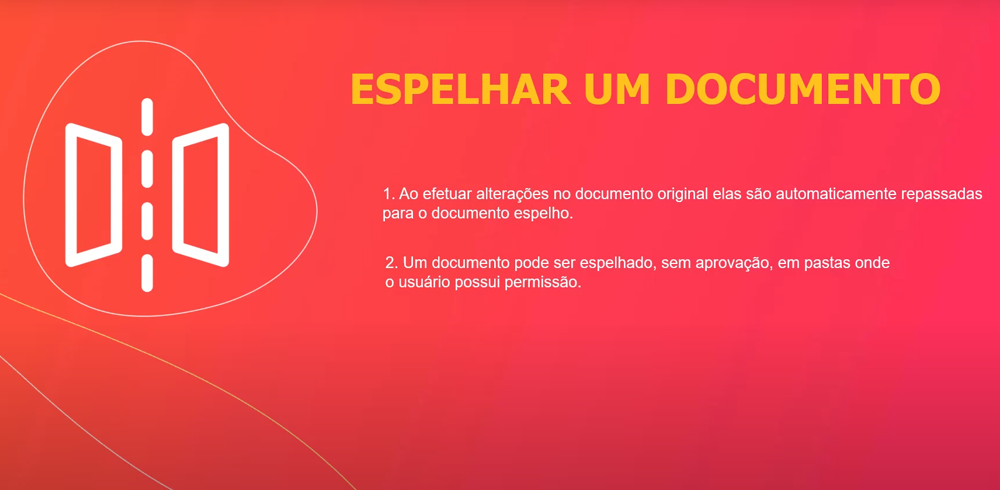 ESPELHAR UM DOCUMENTO
1. Ao efetuar alterações no documento original elas são automaticamente repassadas
para o documento espelho.
2. Um documento pode ser espelhado, sem aprovação, em pastas onde
o usuário possui permissão.